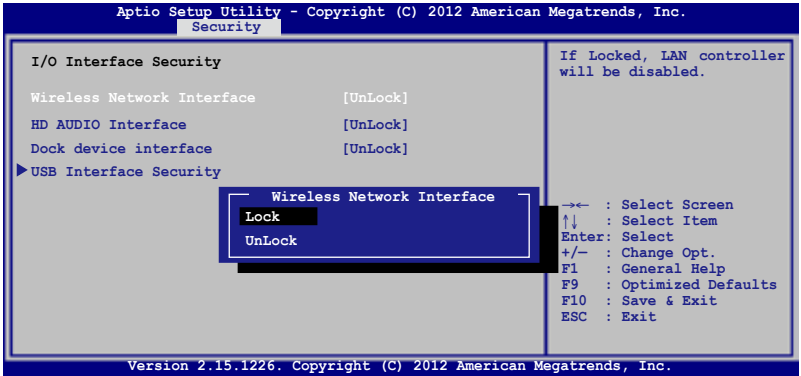 Aptio Setup Utility - Copyright (C) 2012 American Megatrends, Inc.
Security
I/O Interface Security
Wireless Network Interface [UnLock]
HD AUDIO Interface [UnLock]
Dock device interface [UnLock]
USB Interface Security
Wireless Network Interface
Lock
UnLock
If Locked, LAN controller
will be disabled.
→← : Select Screen
↑↓ : Select Item
Enter: Select
+/— : Change Opt.
F1 : General Help
F9 : Optimized Defaults
F10 : Save & Exit
ESC : Exit
Version 2.15.1226. Copyright (C) 2012 American Megatrends, Inc.